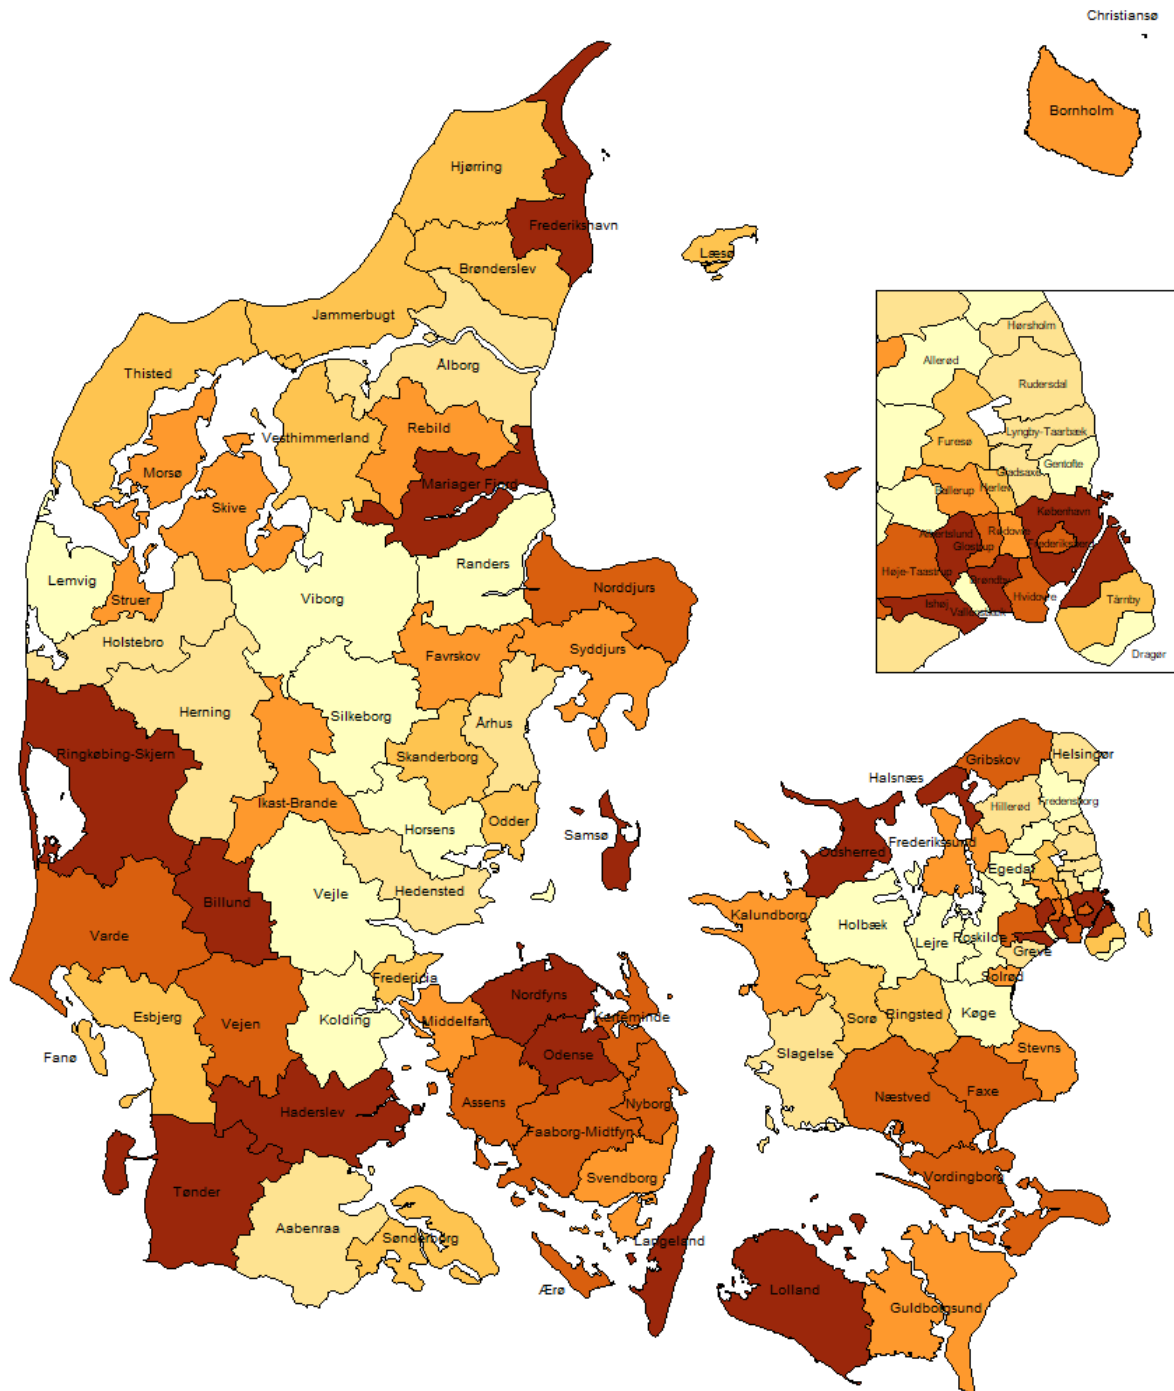 Christiansø
Bornholm
Hjørring
Frederikshavn
Læsø
Brønderslev
Jammerbugt
Ålborg
Thisted
Vesthimmerland
Rebild
Morsø
Mariager Fjord
Skive
Hørsholm
Allerød
Rudersdal
Lyngby-Taarbæk
Furesø
Gentofte
Gladsaxe
Ballerup
Herlev
København
Albertslund
Rødovre
Frederiksberg
Glostrup
Høje-Taastrup
Brøndby
Hvidovre
Ishøj
Vallensbæk
Tårnby
Dragør
Lemvig
Struer
Viborg
Randers
Norddjurs
Holstebro
Favrskov
Syddjurs
Herning
Silkeborg
Århus
Ringkøbing-Skjern
Skanderborg
Ikast-Brande
Horsens
Odder
Samsø
Hedensted
Vejle
Billund
Varde
Gribskov
Helsingør
Halsnæs
Hillerød
Fredensborg
Frederikssund
Odsherred
Egedal
Kalundborg
Holbæk
Lejre
Roskilde
Greve
Solrød
Fredericia
Nordfyns
Kerteminde
Middelfart
Esbjerg
Vejen
Kolding
Fanø
Odense
Sorø
Ringsted
Køge
Stevns
Slagelse
Haderslev
Assens
Nyborg
Næstved
Faxe
Faaborg-Midtfyn
Svendborg
Vordingborg
Tønder
Aabenraa
Sønderborg
Langeland
Ærø
Lolland
Guldborgsund